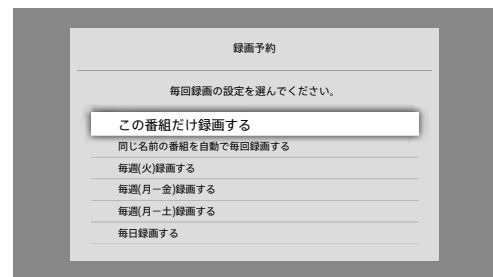 録画予約
毎回録画の設定を選んでください。
この番組だけ録画する
同じ名前の番組を自動で毎回録画する
毎週(火)録画する
毎週(月－金)録画する
毎週(月－土)録画する
毎日録画する